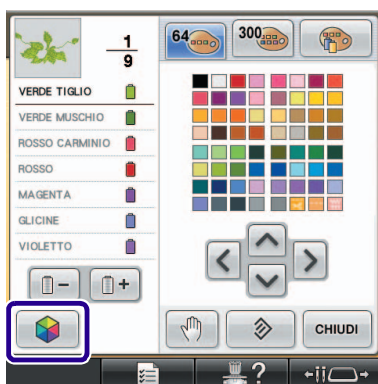 1
9
64
300
VERDE TIGLIO
VERDE MUSCHIO
ROSSO CARMINIO
ROSSO
MAGENTA
GLICINE
VIOLETTO
CHIUDI
?